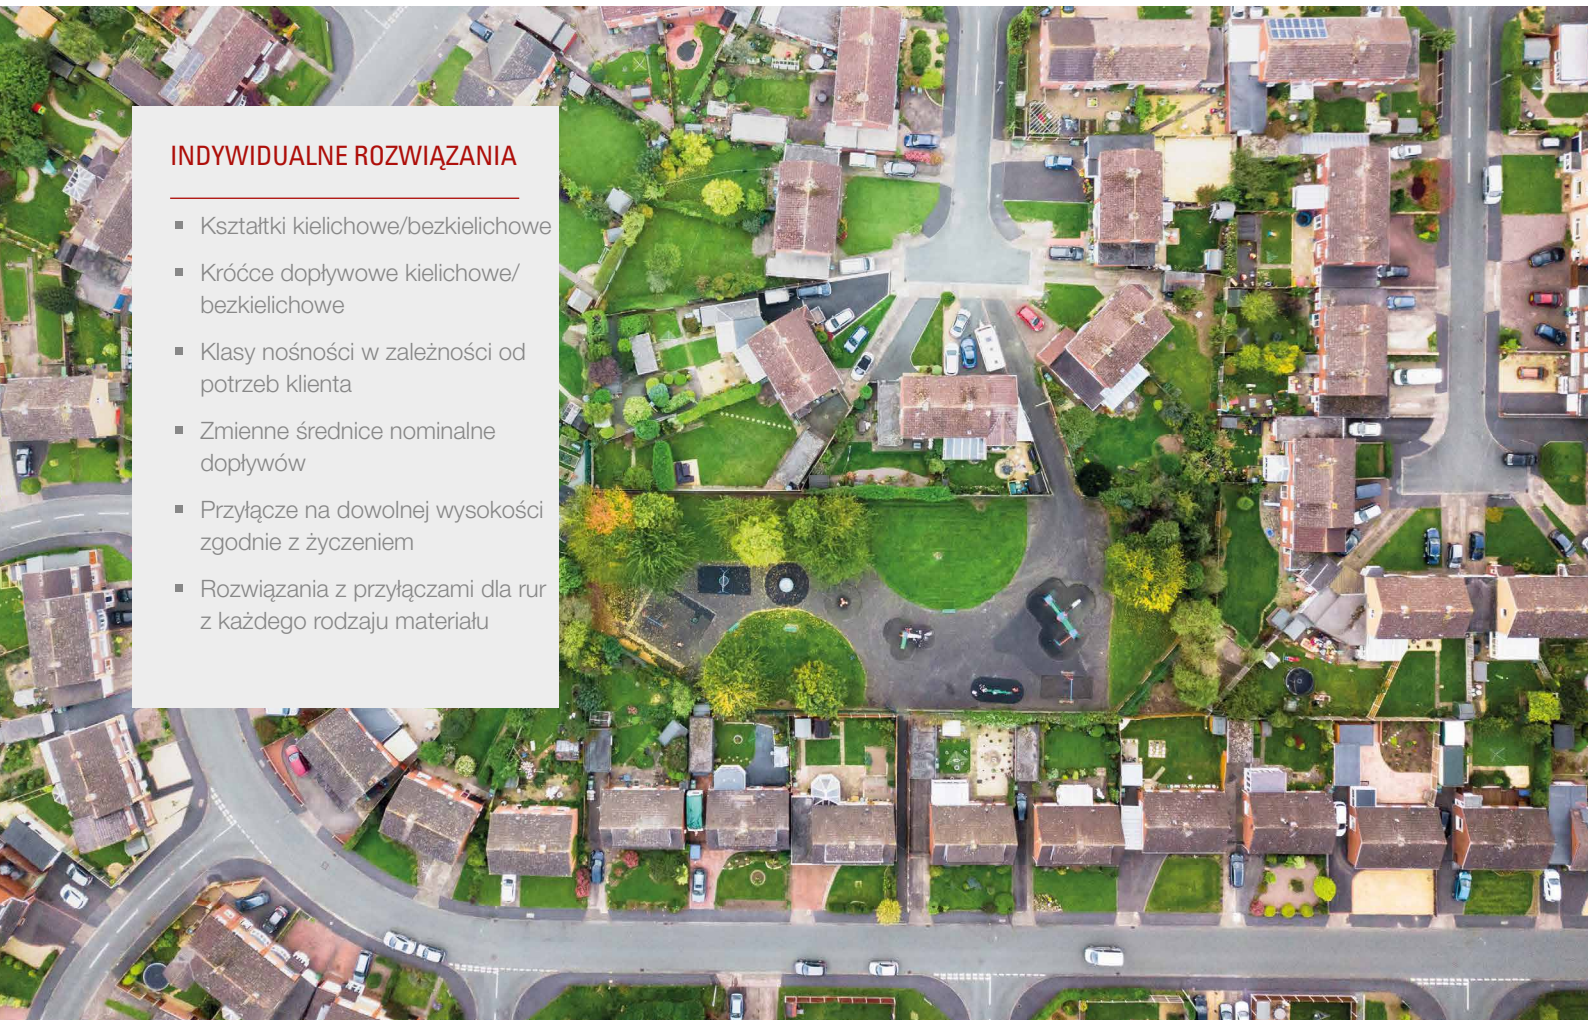 INDYWIDUALNE ROZWIĄZANIA
Kształtki kielichowe/bezkielichowe
Króćce dopływowe kielichowe/
bezkielichowe
Klasy nośności w zależności od
potrzeb klienta
Zmienne średnice nominalne
dopływów
Przyłącze na dowolnej wysokości
zgodnie z życzeniem
Rozwiązania z przyłączami dla rur
z każdego rodzaju materiału